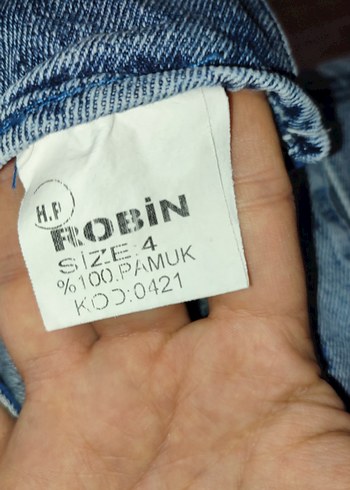 H.P
ROBİN
SIZE:4
%100.PAMUK
KOD:0421